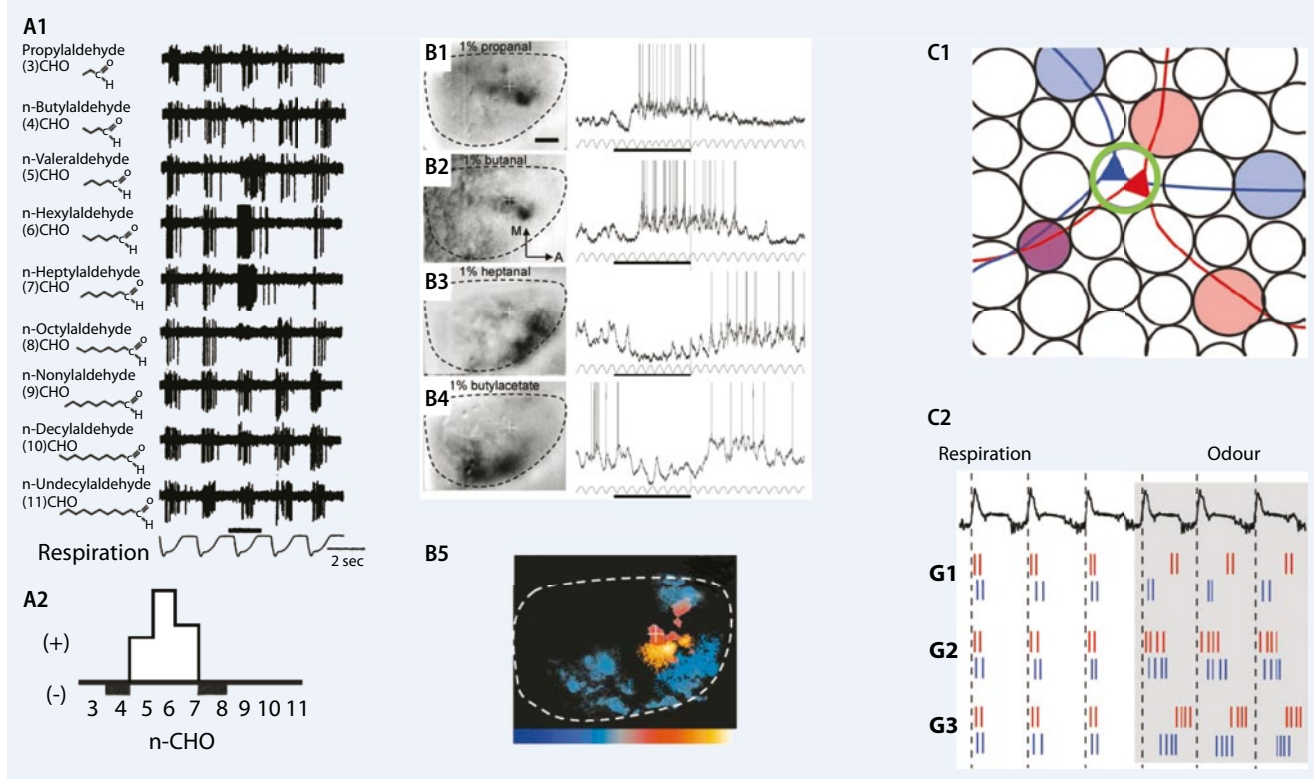 A1
Propylaldehyde
(3)CHO
C
O
H
n-Butylaldehyde
(4)CHO
C
O
H
n-Valeraldehyde
(5)CHO
C
O
H
n-Hexylaldehyde
(6)CHO
C
O
H
n-Heptylaldehyde
(7)CHO
C
O
H
n-Octylaldehyde
(8)CHO
C
O
H
n-Nonylaldehyde
(9)CHO
C
O
H
n-Decylaldehyde
(10)CHO
C
O
H
n-Undecylaldehyde
(11)CHO
C
O
H
Respiration
2 sec
A2
(+)
(-)
3 4 5 6 7 8 9 10 11
n-CHO
B1
1% propanal
B2
1% butanal
M
A
B3
1% heptanal
B4
1% butylacetate
B5
C1
C2
Respiration Odour
G1
G2
G3